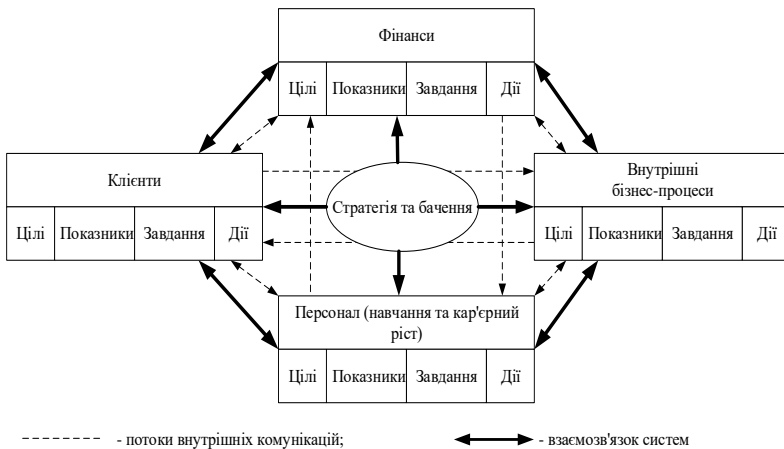 Фінанси
Цілі Показники Завдання Дії
Клієнти
Цілі Показники Завдання Дії
Стратегія та бачення
Внутрішні
бізнес-процеси
Цілі Показники Завдання Дії
Персонал (навчання та кар'єрний
ріст)
Цілі Показники Завдання Дії
- потоки внутрішніх комунікацій;
- взаємозв'язок систем